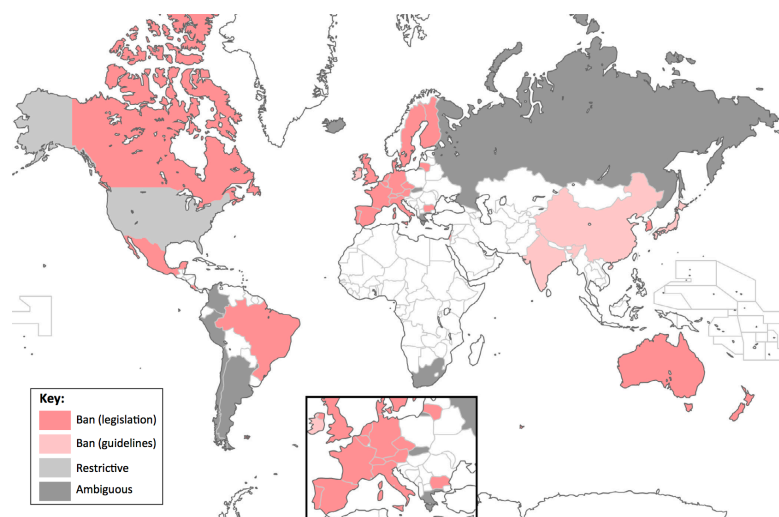 Key:
Ban (legislation)
Ban (guidelines)
Restrictive
Ambiguous